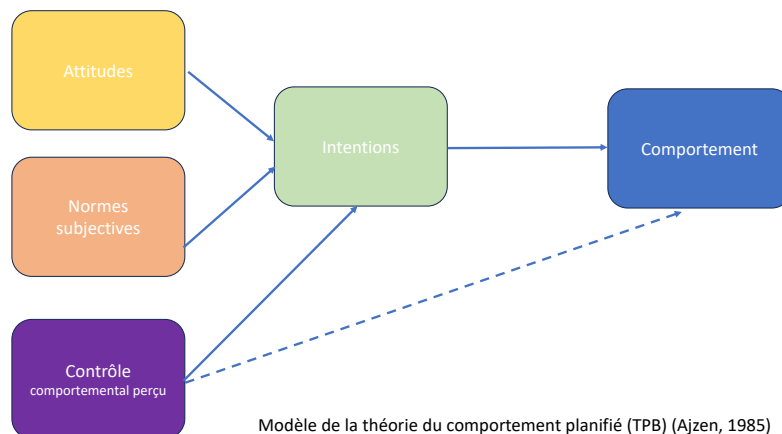 Attitudes
Intentions
Comportement
Normes
subjectives
Contrôle
comportemental perçu
Modèle de la théorie du comportement planifié (TPB) (Ajzen, 1985)